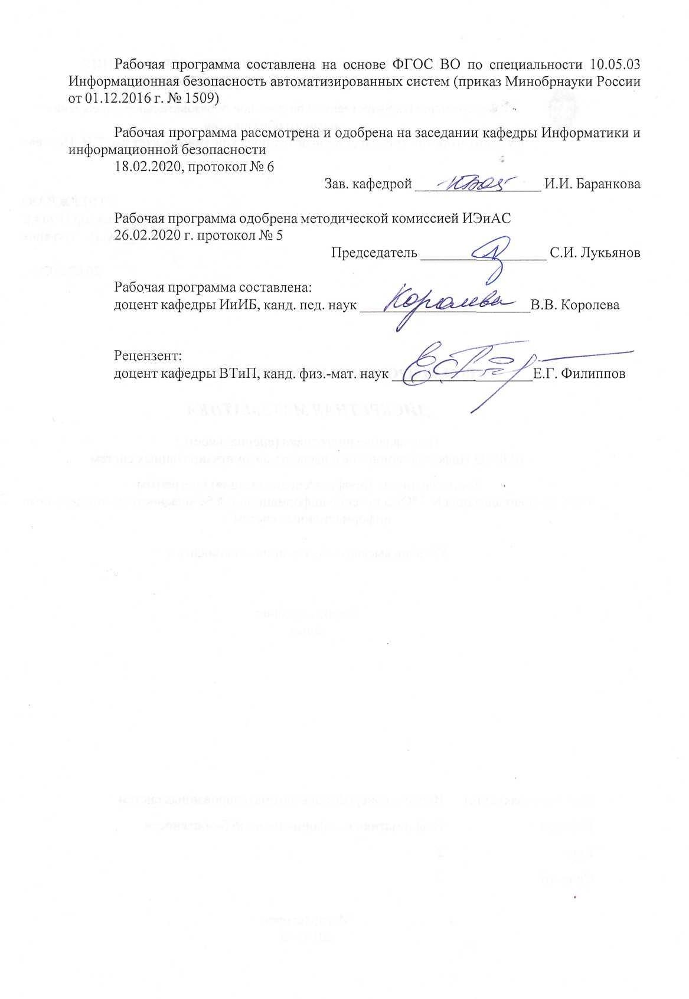 Рабочая программа составлена на основе ФГОС ВО по специальности 10.05.03
Информационная безопасность автоматизированных систем (приказ Минобрнауки России
от 01.12.2016 г. № 1509)
Рабочая программа рассмотрена и одобрена на заседании кафедры Информатики и
информационной безопасности
18.02.2020, протокол № 6
Зав. кафедрой _________________ И.И. Баранкова
Рабочая программа одобрена методической комиссией ИЭиАС
26.02.2020 г. протокол № 5
Председатель _________________ С.И. Лукьянов
Рабочая программа составлена:
доцент кафедры ИиИБ, канд. пед. наук Королева В.В. Королева
Рецензент:
доцент кафедры ВТиП, канд. физ.-мат. наук ___________________Е.Г. Филиппов